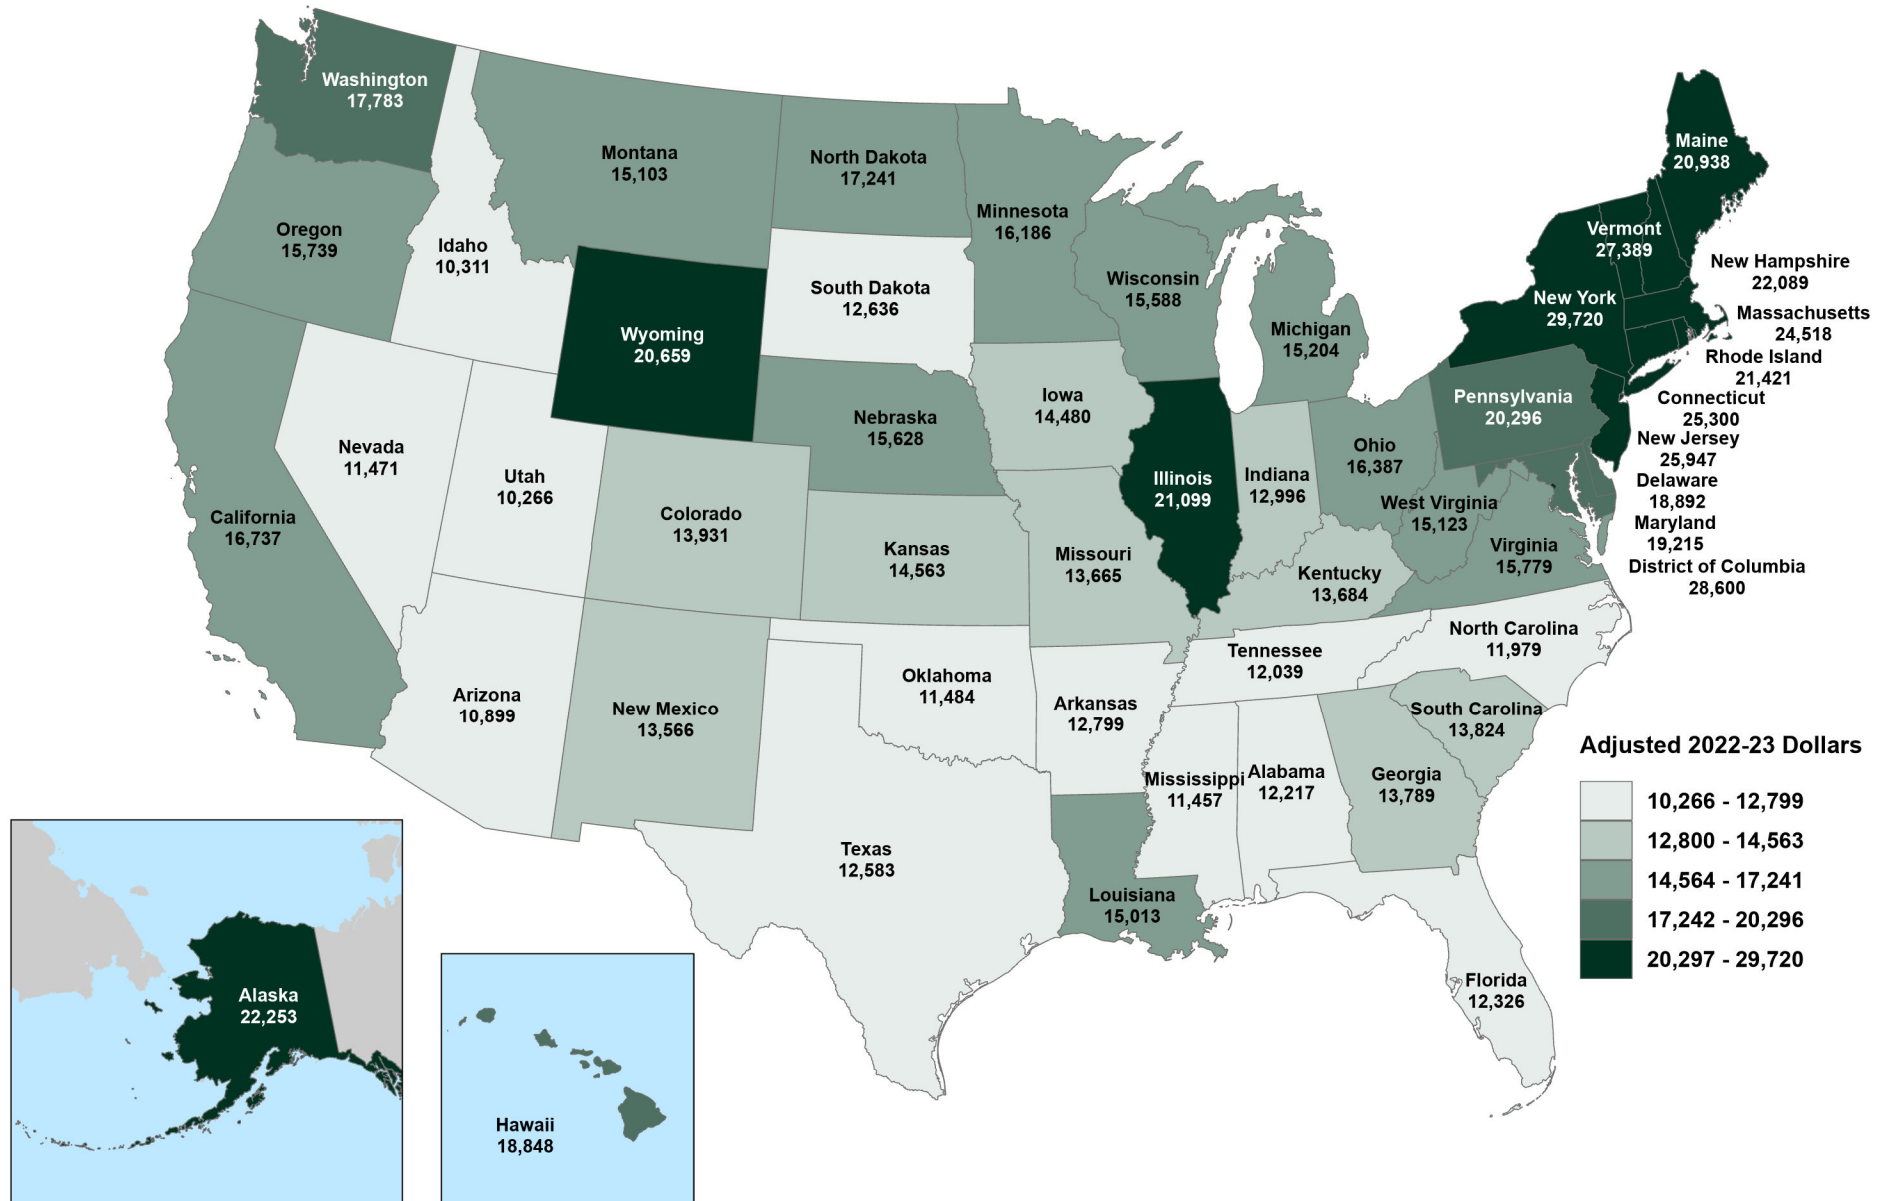 Washington
17,783
Montana
15,103
North Dakota
17,241
Minnesota
16,186
Maine
20,938
Oregon
15,739
Idaho
10,311
Wyoming
20,659
South Dakota
12,636
Wisconsin
15,588
Michigan
15,204
Vermont
27,389
New York
29,720
New Hampshire
22,089
Massachusetts
24,518
Rhode Island
21,421
Connecticut
25,300
New Jersey
25,947
Delaware
18,892
Maryland
19,215
District of Columbia
28,600
Pennsylvania
20,296
Nevada
11,471
Utah
10,266
Nebraska
15,628
Iowa
14,480
Illinois
21,099
Indiana
12,996
Ohio
16,387
West Virginia
15,123
Virginia
15,779
California
16,737
Colorado
13,931
Kansas
14,563
Missouri
13,665
Kentucky
13,684
North Carolina
11,979
Tennessee
12,039
Arizona
10,899
New Mexico
13,566
Oklahoma
11,484
Arkansas
12,799
South Carolina
13,824
Mississippi
11,457
Alabama
12,217
Georgia
13,789
Texas
12,583
Louisiana
15,013
Florida
12,326
Alaska
22,253
Hawaii
18,848
Adjusted 2022-23 Dollars
10,266 - 12,799
12,800 - 14,563
14,564 - 17,241
17,242 - 20,296
20,297 - 29,720